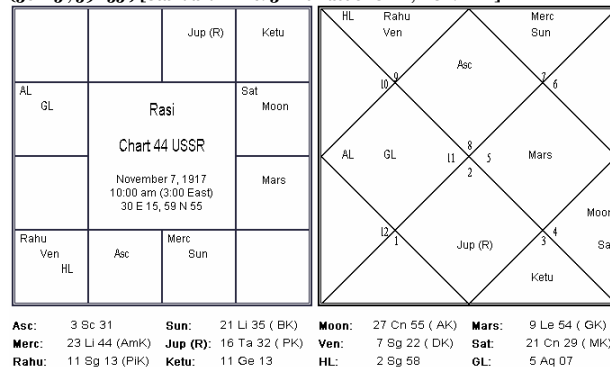 Jup (R) Ketu
AL
GL
Sat
Moon
Rasi
Chart 44 USSR
November 7, 1917
10:00 am (3:00 East)
30 E 15, 59 N 55
Mars
Rahu
Ven
HL
Asc
Merc
Sun
HL Rahu
Ven
Merc
Sun
Asc
10 9 7 6
AL GL
8
11 5
2
Mars
12 1
Moon
Sa
4
3
Jup (R)
Ketu
Asc: 3 Sc 31 Sun: 21 Li 35 ( BK) Moon: 27 Cn 55 ( AK) Mars: 9 Le 54 ( GK)
Merc: 23 Li 44 (AmK) Jup (R): 16 Ta 32 ( PK) Ven: 7 Sg 22 ( DK) Sat: 21 Cn 29 ( MK)
Rahu: 11 Sg 13 (PiK) Ketu: 11 Ge 13 HL: 2 Sg 58 GL: 5 Aq 07